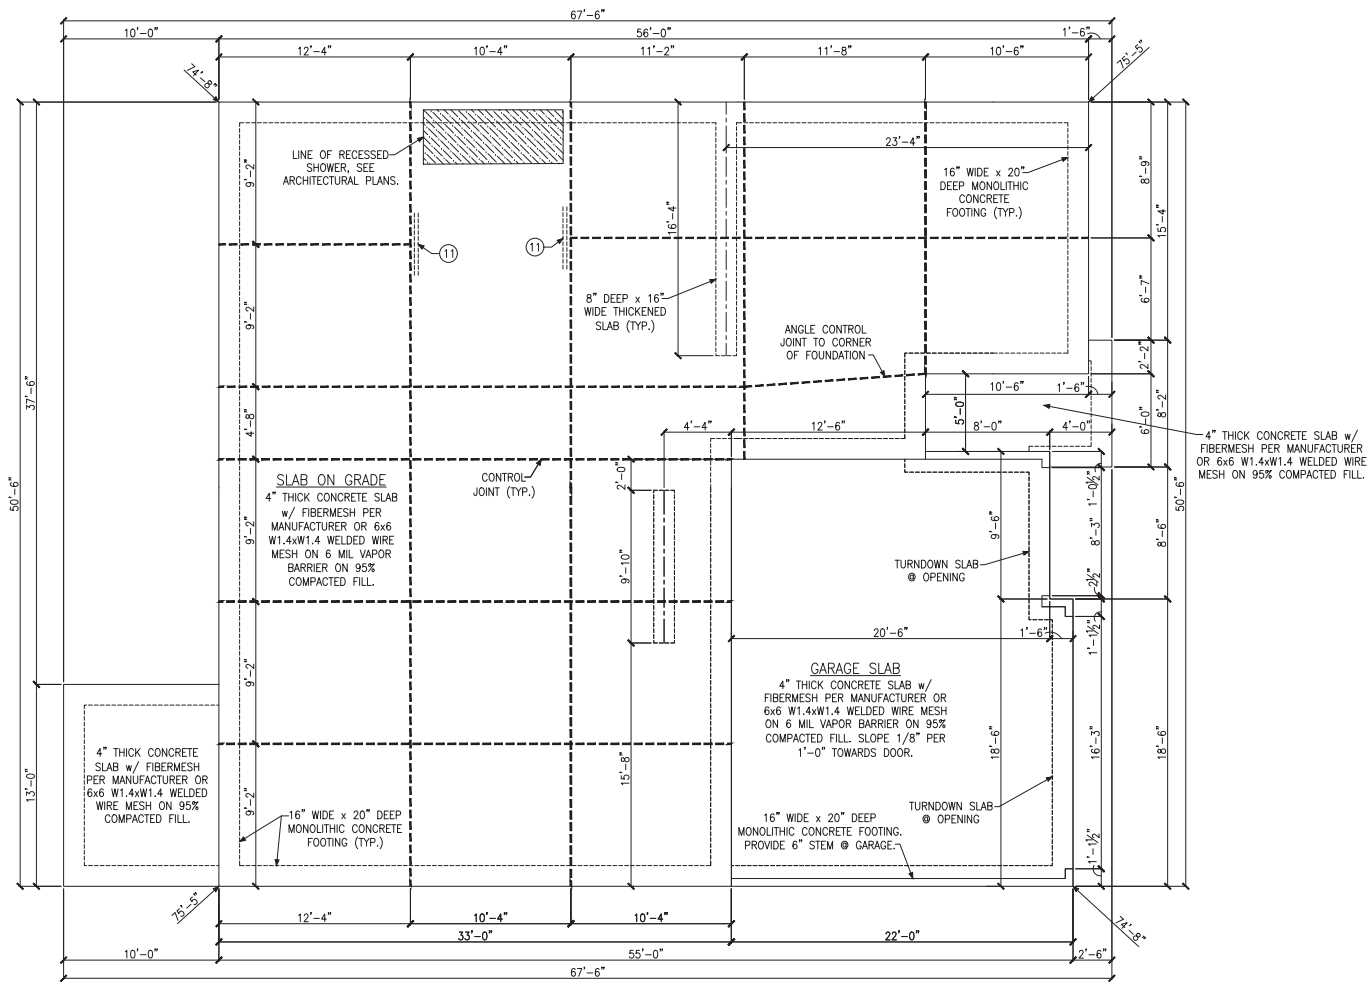 67'-6"
10'-0"
56'-0"
1'-6"
12'-4"
10'-4"
11'-2"
11'-8"
10'-6"
74'-8"
75'-5"
LINE OF RECESSED
SHOWER, SEE
ARCHITECTURAL PLANS.
9'-2"
23'-4"
16" WIDE x 20"
DEEP MONOLITHIC
CONCRETE
FOOTING (TYP.)
8'-9"
15'-4"
16'-4"
11
11
8" DEEP x 16"
WIDE THICKENED
SLAB (TYP.)
9'-2"
6'-7"
ANGLE CONTROL
JOINT TO CORNER
OF FOUNDATION
2'-2"
37'-6"
10'-6"
1'-6"
5'-0"
6'-0"
8'-2"
4'-8"
4'-4"
12'-6"
8'-0"
4'-0"
4" THICK CONCRETE SLAB w/
FIBERMESH PER MANUFACTURER
OR 6x6 W1.4xW1.4 WELDED WIRE
MESH ON 95% COMPACTED FILL.
50'-6"
50'-6"
SLAB ON GRADE
4" THICK CONCRETE SLAB
w/ FIBERMESH PER
MANUFACTURER OR 6x6
W1.4xW1.4 WELDED WIRE
MESH ON 6 MIL VAPOR
BARRIER ON 95%
COMPACTED FILL.
CONTROL
JOINT (TYP.)
2'-0"
1'-0½"
9'-2"
9'-6"
8'-3"
8'-6"
9'-10"
TURNDOWN SLAB
@ OPENING
2½"
20'-6"
1'-6"
1'-1½"
GARAGE SLAB
4" THICK CONCRETE SLAB w/
FIBERMESH PER MANUFACTURER OR
6x6 W1.4xW1.4 WELDED WIRE MESH
ON 6 MIL VAPOR BARRIER ON 95%
COMPACTED FILL. SLOPE 1/8" PER
1'-0" TOWARDS DOOR.
9'-2"
18'-6"
16'-3"
18'-6"
15'-8"
4" THICK CONCRETE
SLAB w/ FIBERMESH
PER MANUFACTURER OR
6x6 W1.4xW1.4 WELDED
WIRE MESH ON 95%
COMPACTED FILL.
13'-0"
9'-2"
16" WIDE x 20" DEEP
MONOLITHIC CONCRETE
FOOTING (TYP.)
TURNDOWN SLAB
@ OPENING
16" WIDE x 20" DEEP
MONOLITHIC CONCRETE FOOTING.
PROVIDE 6" STEM @ GARAGE.
1'-1½"
75'-5"
74'-8"
12'-4"
10'-4"
10'-4"
33'-0"
22'-0"
10'-0"
55'-0"
2'-6"
67'-6"